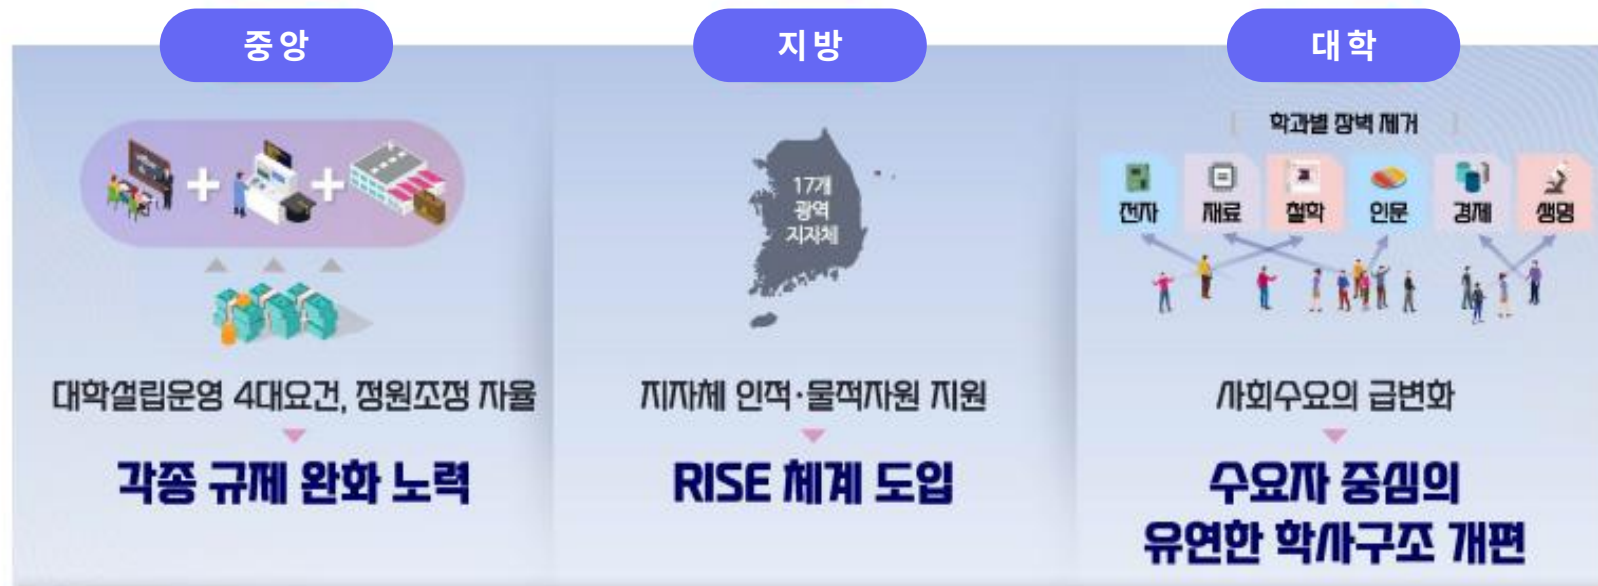 중앙
대학설립운영 4대요건, 정원조정 자율
각종 규제 완화 노력
지방
17개
광역
지자체
지자체 인적·물적자원 지원
RISE 체계 도입
대학
학과별 장벽 제거
전자 재료 철학 인문 경제 생명
사회수요의 급변화
수요자 중심의
유연한 학사구조 개편